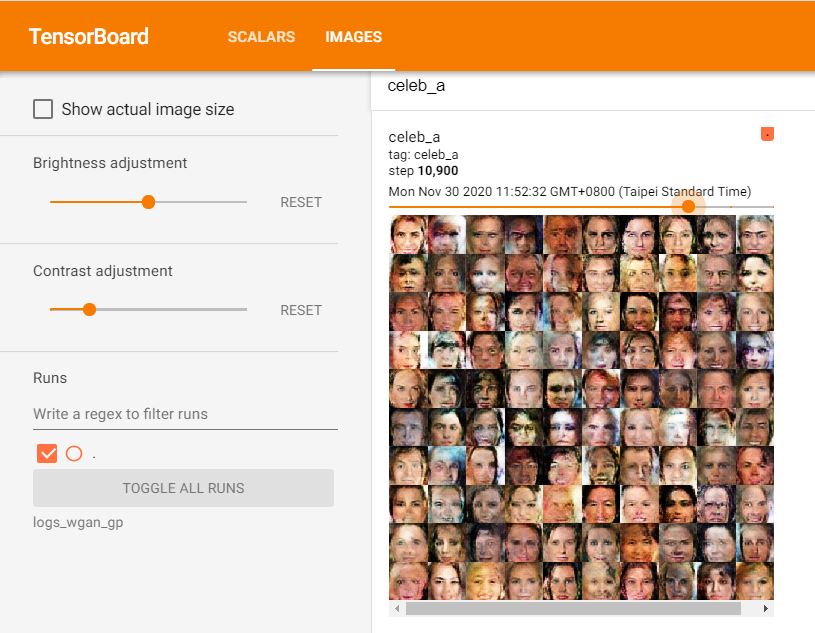 TensorBoard SCALARS IMAGES
Show actual image size
Brightness adjustment
RESET
Contrast adjustment
RESET
Runs
Write a regex to filter runs
.
TOGGLE ALL RUNS
logs_wgan_gp
celeb_a
celeb_a
tag: celeb_a
step 10,900
Mon Nov 30 2020 11:52:32 GMT+0800 (Taipei Standard Time)